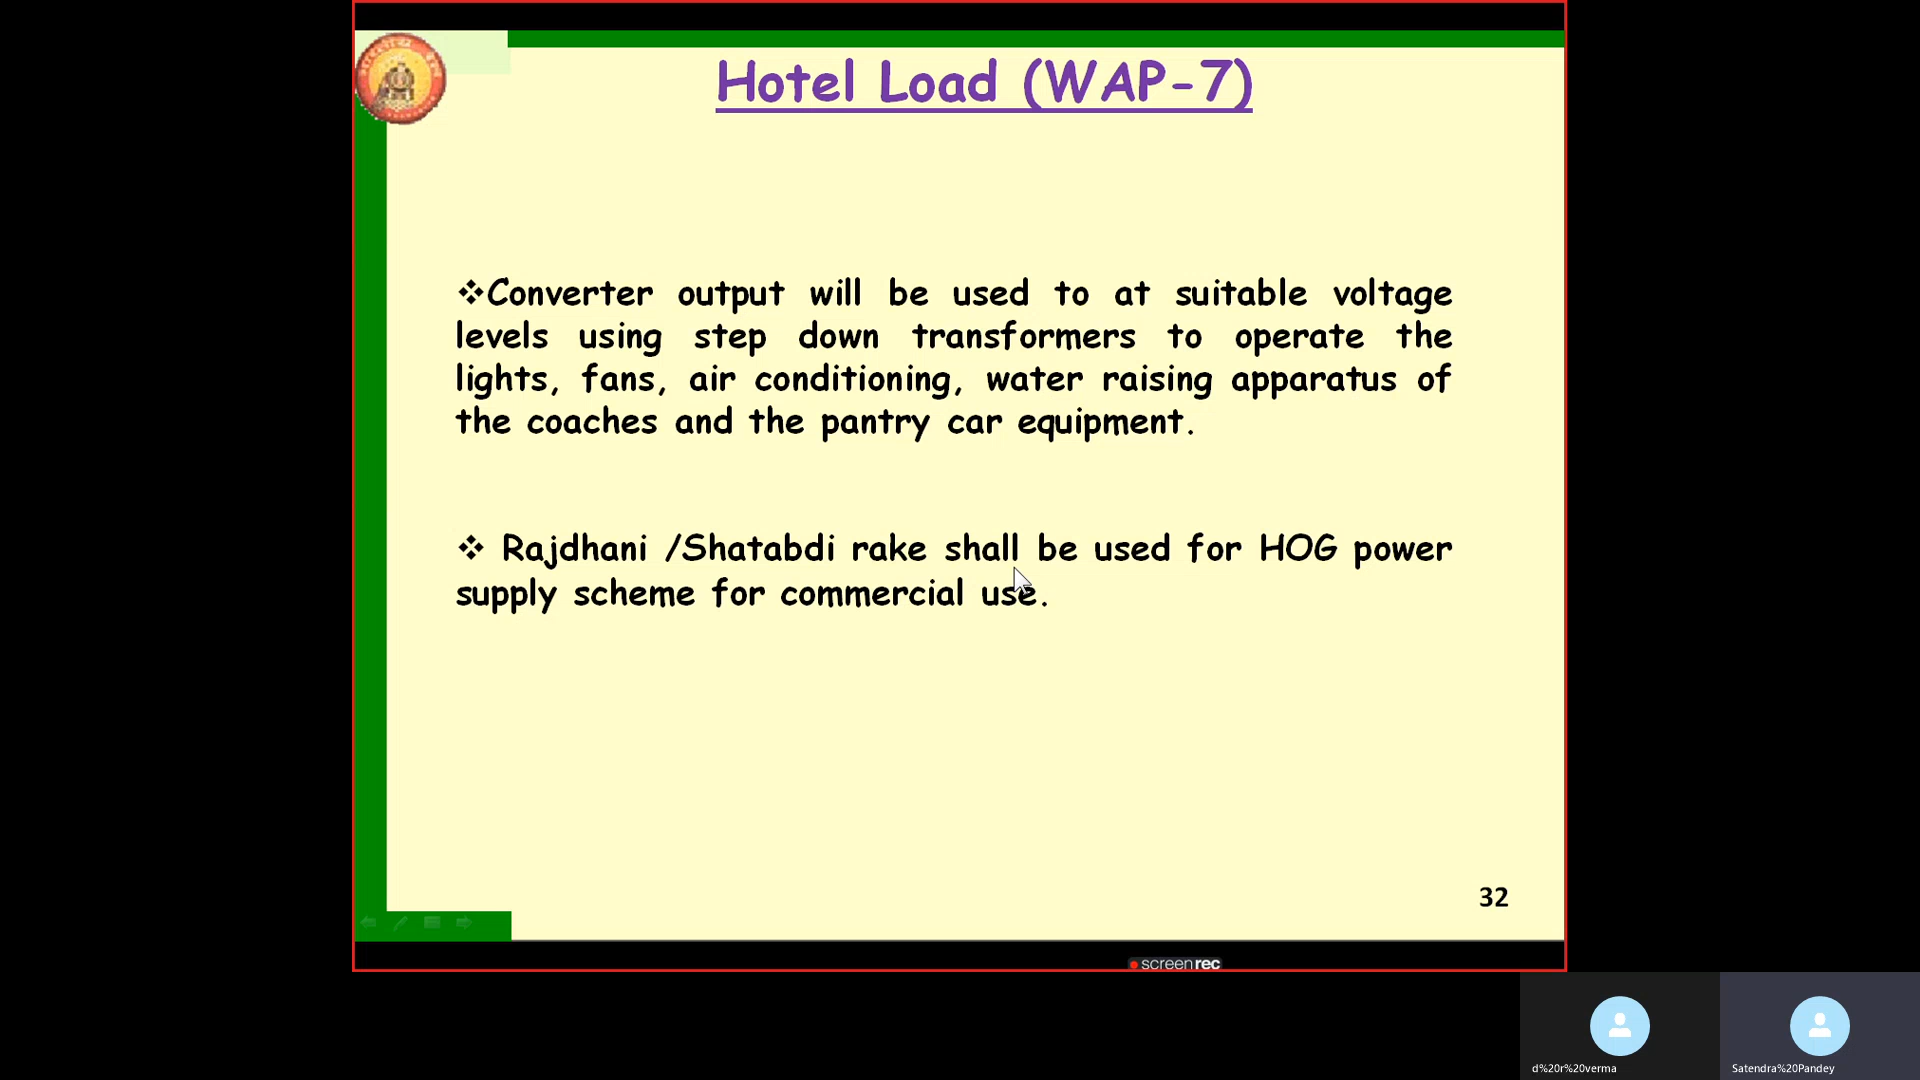 Hotel Load (WAP-7)
❖Converter output will be used to at suitable voltage
levels using step down transformers to operate the
lights, fans, air conditioning, water raising apparatus of
the coaches and the pantry car equipment.
❖ Rajdhani /Shatabdi rake shall be used for HOG power
supply scheme for commercial use.
32
screenrec
d%20r%20verma
Satendra%20Pandey